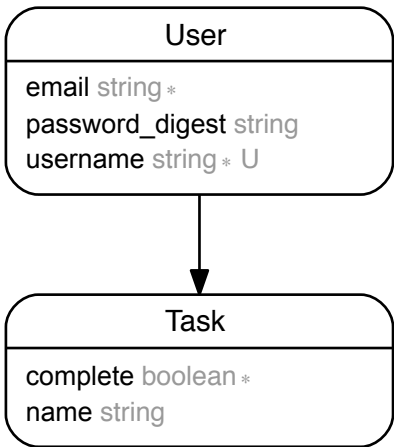 User
email string *
password_digest string
username string * U
Task
complete boolean *
name string